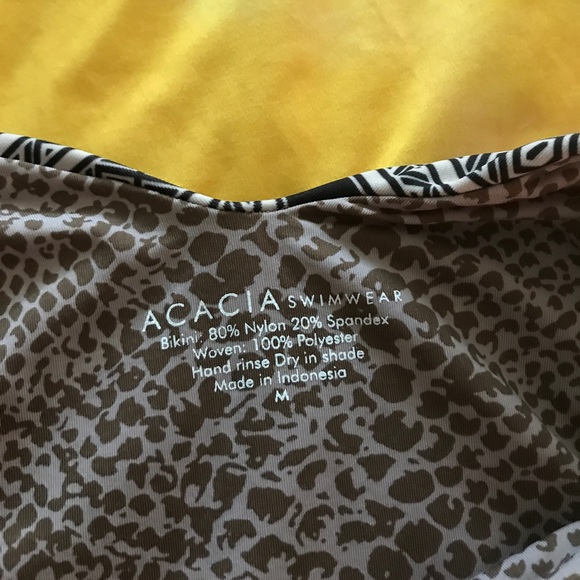 ACACIA SWIMWEAR
Bikini: 80% Nylon 20% Spandex
Woven: 100% Polyester
Hand rinse Dry in shade
Made in Indonesia
M